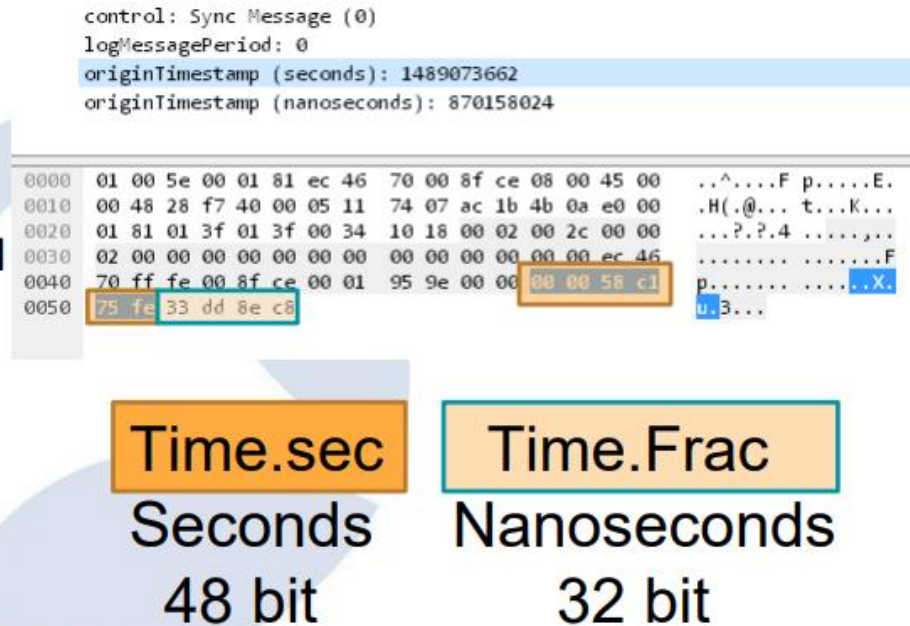 control: Sync Message (0)
logMessagePeriod: 0
originTimestamp (seconds): 1489073662
originTimestamp (nanoseconds): 870158024
0000 01 00 5e 00 01 81 ec 46 70 00 8f ce 08 00 45 00 ..^....F p.....E.
0010 00 48 28 f7 40 00 05 11 74 07 ac 1b 4b 0a e0 00 .H(.@... t...K...
0020 01 81 01 3f 01 3f 00 34 10 18 00 02 00 2c 00 00 ...?.?.4 .....,..
0030 02 00 00 00 00 00 00 00 00 00 00 00 00 00 ec 46 ........ .......F
0040 70 ff fe 00 8f ce 00 01 95 9e 00 00 00 00 58 c1 p....... ......X.
0050 75 fe 33 dd 8e c8 u.3...
Time.sec Time.Frac
Seconds Nanoseconds
48 bit 32 bit